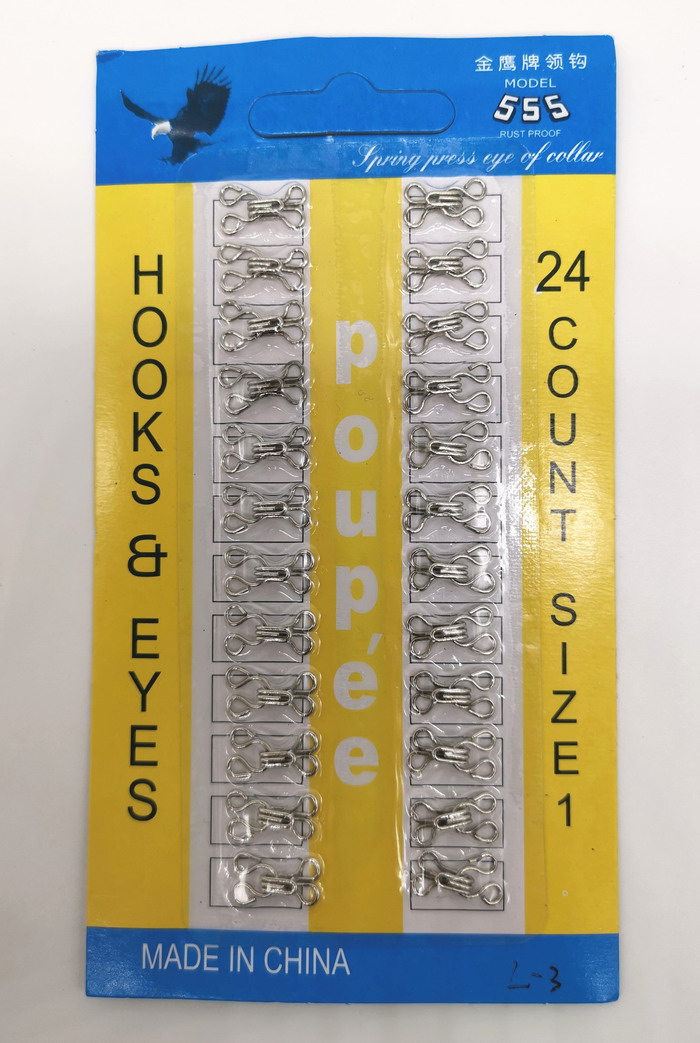 金鹰牌领钩
MODEL
555
RUST PROOF
Spring press eye of collar
HOOKS & EYES
poupée
24 COUNT SIZE 1
MADE IN CHINA
L-3